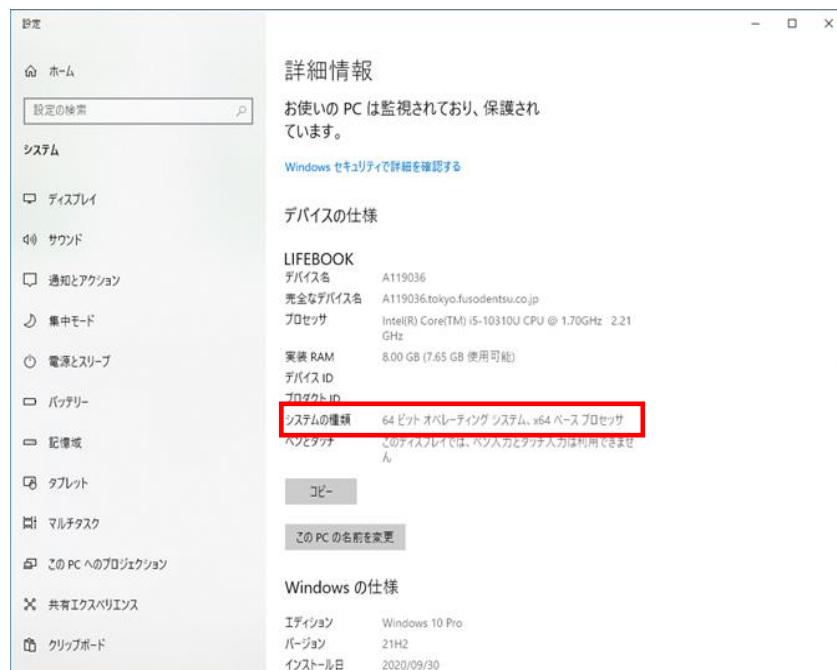 設定
ホーム
設定の検索
システム
ディスプレイ
サウンド
通知とアクション
集中モード
電源とスリープ
バッテリー
記憶域
タブレット
マルチタスク
この PC へのプロジェクション
共有エクスペリエンス
クリップボード
詳細情報
お使いの PC は監視されており、保護され
ています。
Windows セキュリティで詳細を確認する
デバイスの仕様
LIFEBOOK
デバイス名 A119036
完全なデバイス名 A119036.tokyo.fusodentsu.co.jp
プロセッサ Intel(R) Core(TM) i5-10310U CPU @ 1.70GHz 2.21
GHz
実装 RAM 8.00 GB (7.65 GB 使用可能)
デバイス ID
プロダクト ID
システムの種類 64 ビット オペレーティング システム、x64 ベース プロセッサ
ペンとタッチ このディスプレイでは、ペン入力とタッチ入力は利用できませ
ん
コピー
この PC の名前を変更
Windows の仕様
エディション Windows 10 Pro
バージョン 21H2
インストール日 2020/09/30